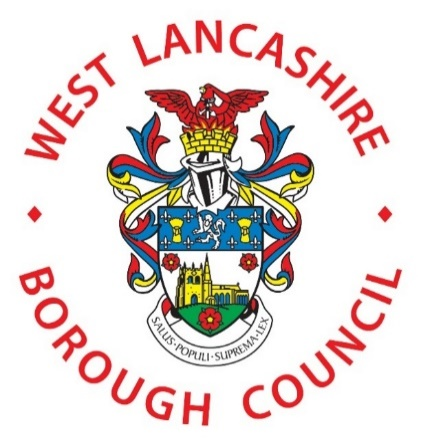 WEST LANCASHIRE
BOROUGH COUNCIL
SALUS·POPULI·SUPREMA·LEX